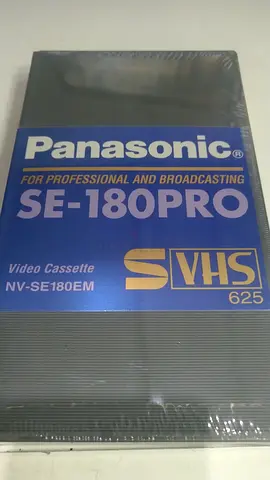 Panasonic®
FOR PROFESSIONAL AND BROADCASTING
SE-180PRO
Video Cassette
NV-SE180EM
S VHS
625